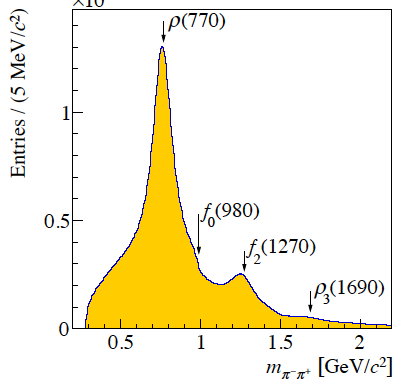 ×10
ρ(770)
Entries / (5 MeV/c²)
1
0.5
f₀(980)
f₂(1270)
ρ₃(1690)
0
0.5
1
1.5
2
m_π⁻π⁺ [GeV/c²]